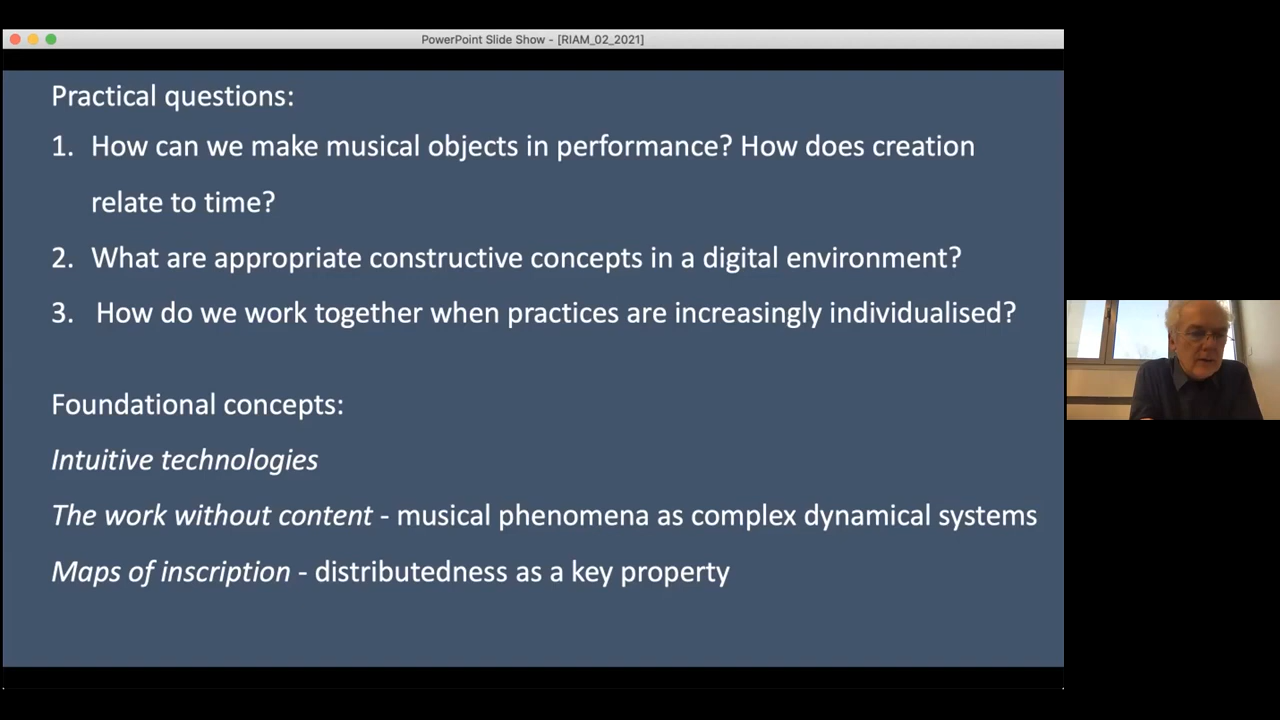 PowerPoint Slide Show - [RIAM_02_2021]
Practical questions:
1. How can we make musical objects in performance? How does creation
relate to time?
2. What are appropriate constructive concepts in a digital environment?
3. How do we work together when practices are increasingly individualised?
Foundational concepts:
Intuitive technologies
The work without content - musical phenomena as complex dynamical systems
Maps of inscription - distributedness as a key property